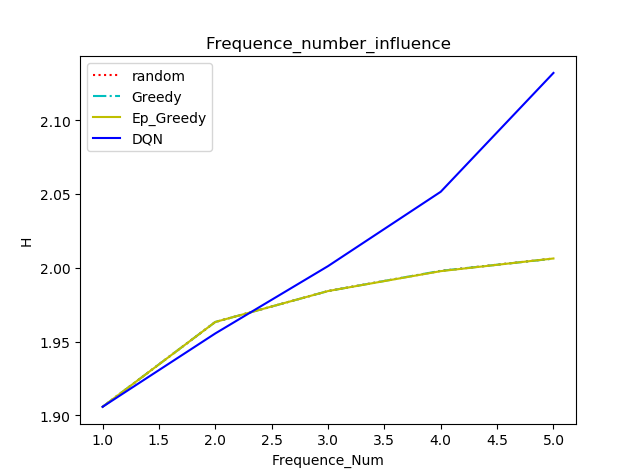 Frequence_number_influence
random
Greedy
Ep_Greedy
DQN
H
2.10
2.05
2.00
1.95
1.90
1.0 1.5 2.0 2.5 3.0 3.5 4.0 4.5 5.0
Frequence_Num